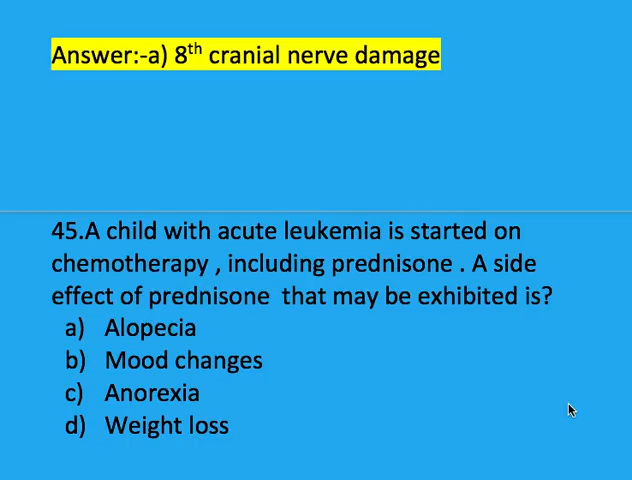 Answer:-a) 8th cranial nerve damage
45.A child with acute leukemia is started on
chemotherapy , including prednisone . A side
effect of prednisone  that may be exhibited is?
a) Alopecia
b) Mood changes
c) Anorexia
d) Weight loss